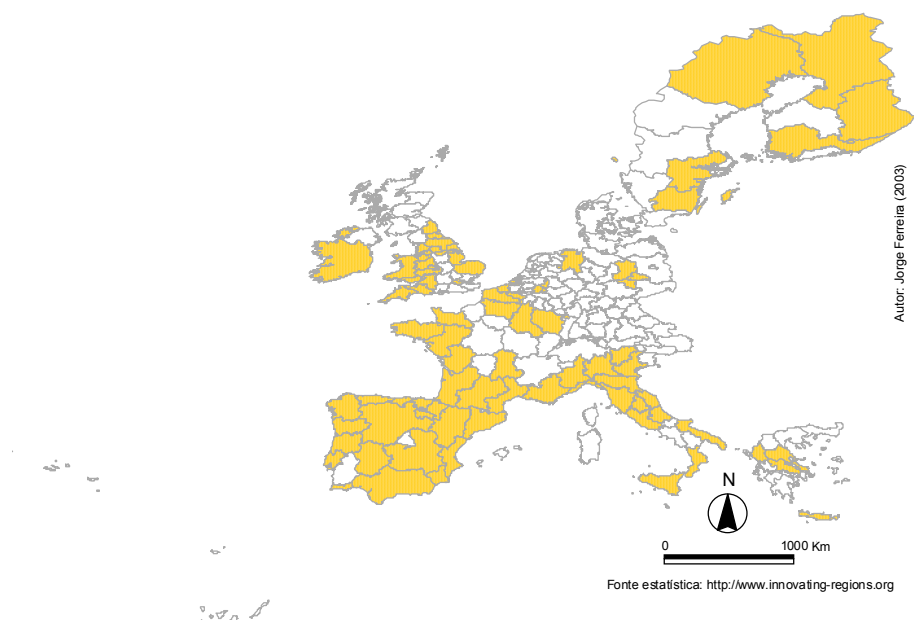 Autor: Jorge Ferreira (2003)
N
0 1000 Km
Fonte estatística: http://www.innovating-regions.org